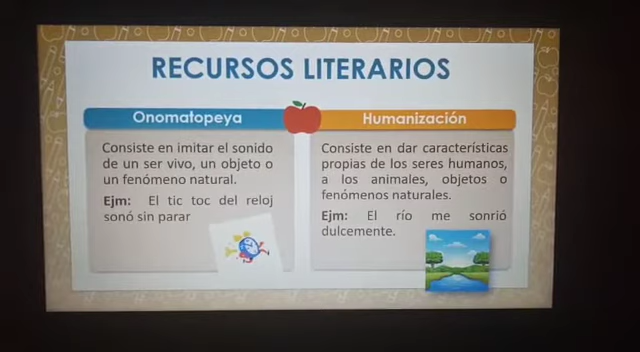 RECURSOS LITERARIOS
Onomatopeya
Consiste en imitar el sonido
de un ser vivo, un objeto o
un fenómeno natural.
Ejm: El tic toc del reloj
sonó sin parar
Humanización
Consiste en dar características
propias de los seres humanos,
a los animales, objetos o
fenómenos naturales.
Ejm: El río me sonrió
dulcemente.